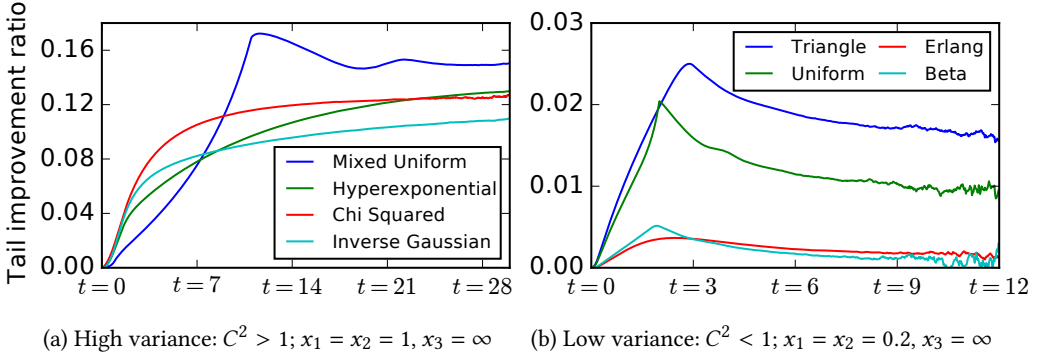 Tail improvement ratio
0.16
0.12
0.08
0.04
0.00
Mixed Uniform
Hyperexponential
Chi Squared
Inverse Gaussian
t = 0
t = 7
t = 14
t = 21
t = 28
(a) High variance: C² > 1; x₁ = x₂ = 1, x₃ = ∞
0.03
0.02
0.01
0.00
Triangle
Erlang
Uniform
Beta
t = 0
t = 3
t = 6
t = 9
t = 12
(b) Low variance: C² < 1; x₁ = x₂ = 0.2, x₃ = ∞